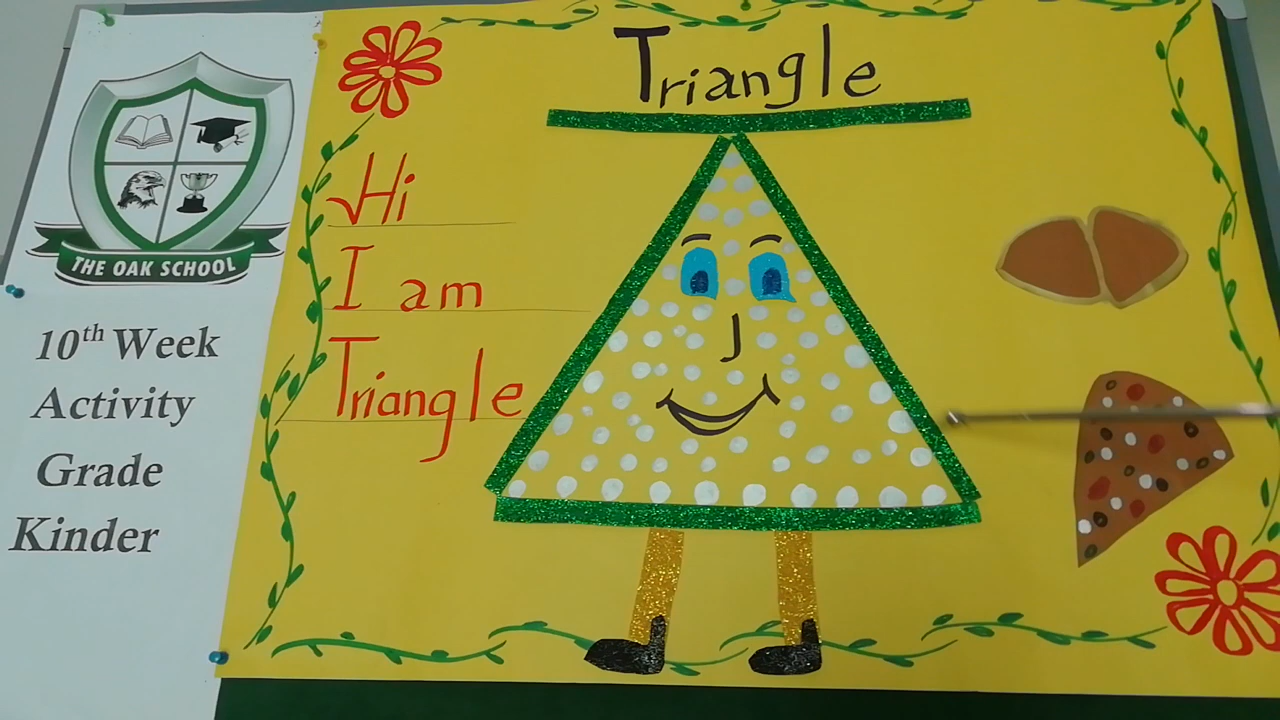 THE OAK SCHOOL
10th Week
Activity
Grade
Kinder
Triangle
Hi
I am
Triangle